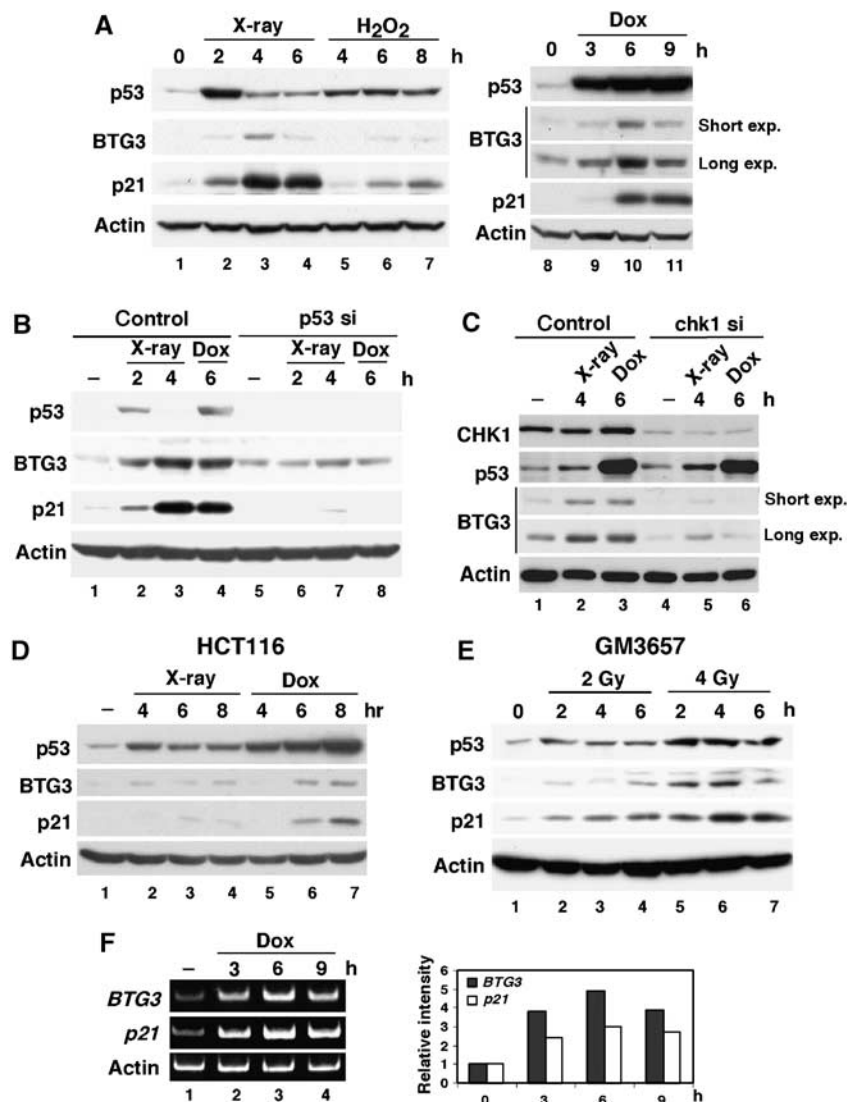 A
X-ray H2O2
0 2 4 6 4 6 8 h
p53
BTG3
p21
Actin
1 2 3 4 5 6 7
Dox
0 3 6 9 h
p53
BTG3
Short exp.
Long exp.
p21
Actin
8 9 10 11
B
Control p53 si
X-ray Dox X-ray Dox
– 2 4 6 – 2 4 6 h
p53
BTG3
p21
Actin
1 2 3 4 5 6 7 8
C
Control chk1 si
X-ray Dox X-ray Dox
– 4 6 – 4 6 h
CHK1
p53
BTG3
Short exp.
Long exp.
Actin
1 2 3 4 5 6
D
HCT116
X-ray Dox
– 4 6 8 4 6 8 hr
p53
BTG3
p21
Actin
1 2 3 4 5 6 7
E
GM3657
2 Gy 4 Gy
0 2 4 6 2 4 6 h
p53
BTG3
p21
Actin
1 2 3 4 5 6 7
F
Dox
– 3 6 9 h
BTG3
p21
Actin
1 2 3 4
Relative intensity
6
5
4
3
2
1
0
BTG3
p21
0 3 6 9 h